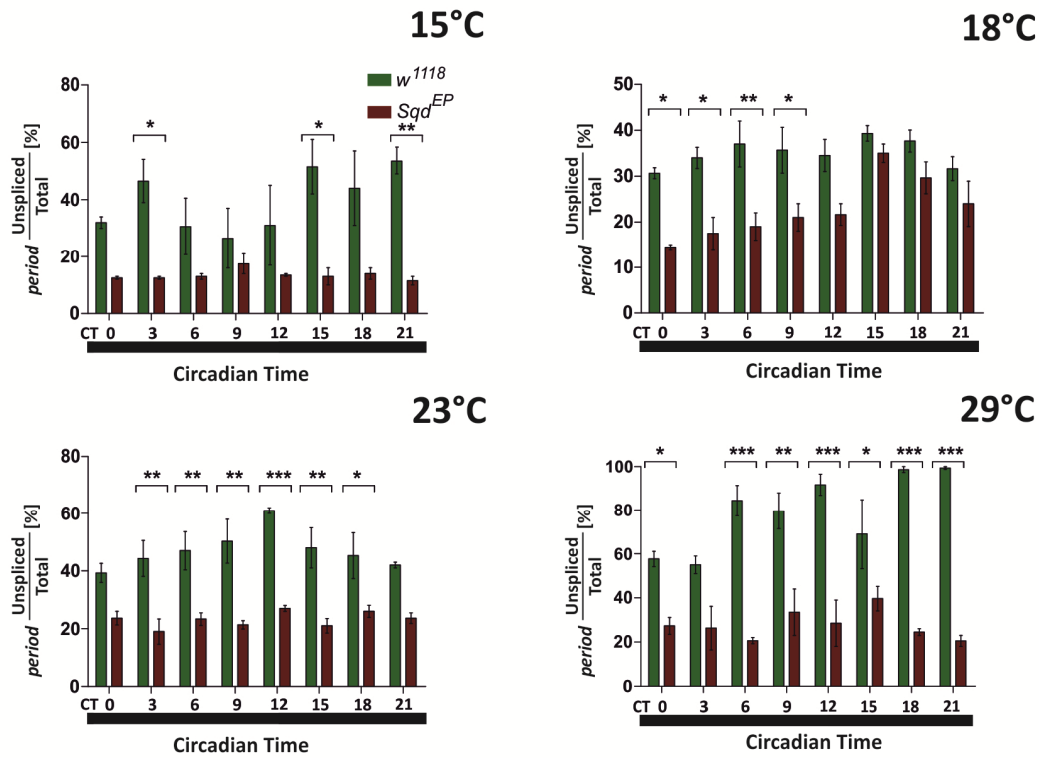 15°C
w1118
SqdEP
80
60
40
20
0
* * **
period Unspliced/Total [%]
CT 0 3 6 9 12 15 18 21
Circadian Time
18°C
50
40
30
20
10
0
* * ** *
period Unspliced/Total [%]
CT 0 3 6 9 12 15 18 21
Circadian Time
23°C
80
60
40
20
0
** ** ** *** ** *
period Unspliced/Total [%]
CT 0 3 6 9 12 15 18 21
Circadian Time
29°C
100
80
60
40
20
0
* *** ** *** * *** ***
period Unspliced/Total [%]
CT 0 3 6 9 12 15 18 21
Circadian Time